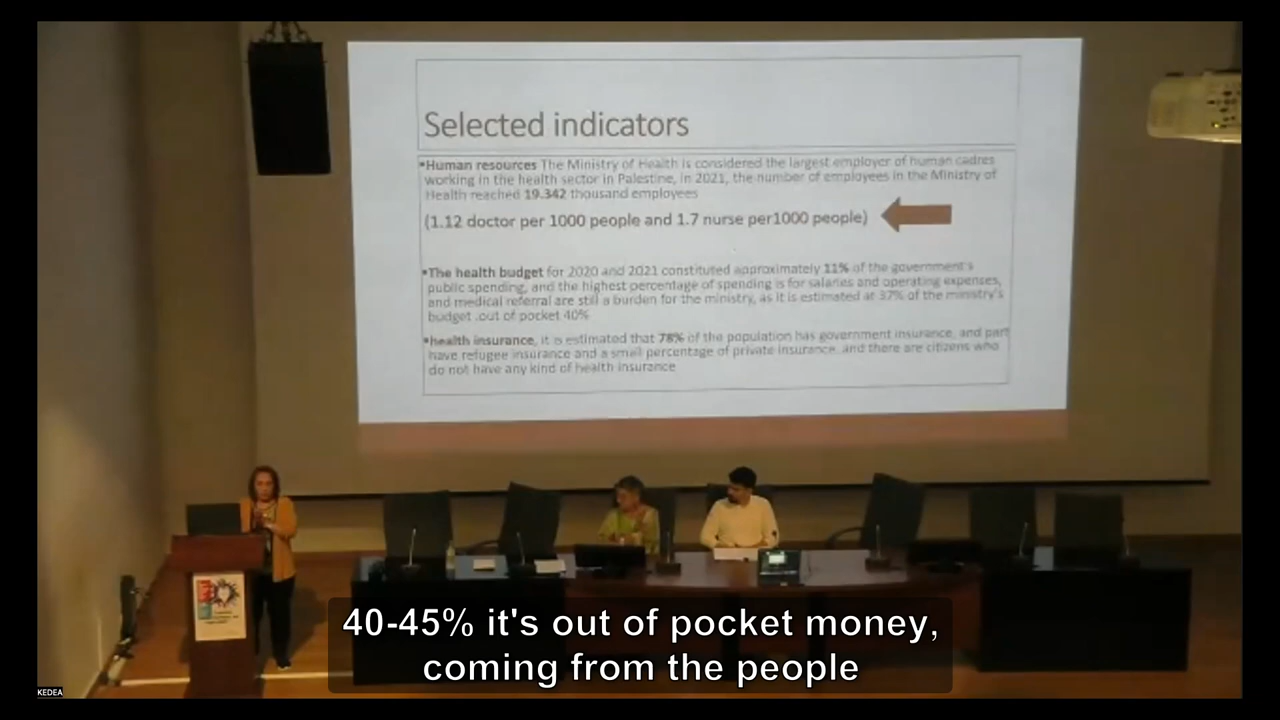 Selected indicators
•Human resources The Ministry of Health is considered the largest employer of human cadres
working in the health sector in Palestine, in 2021, the number of employees in the Ministry of
Health reached 19.342 thousand employees
(1.12 doctor per 1000 people and 1.7 nurse per1000 people)
•The health budget for 2020 and 2021 constituted approximately 11% of the government's
public spending, and the highest percentage of spending is for salaries and operating expenses,
and medical referral are still a burden for the ministry, as it is estimated at 37% of the ministry's
budget .out of pocket 40%
•health insurance, it is estimated that 78% of the population has government insurance, and part
have refugee insurance and a small percentage of private insurance, and there are citizens who
do not have any kind of health insurance
40-45% it's out of pocket money,
coming from the people
KEDEA